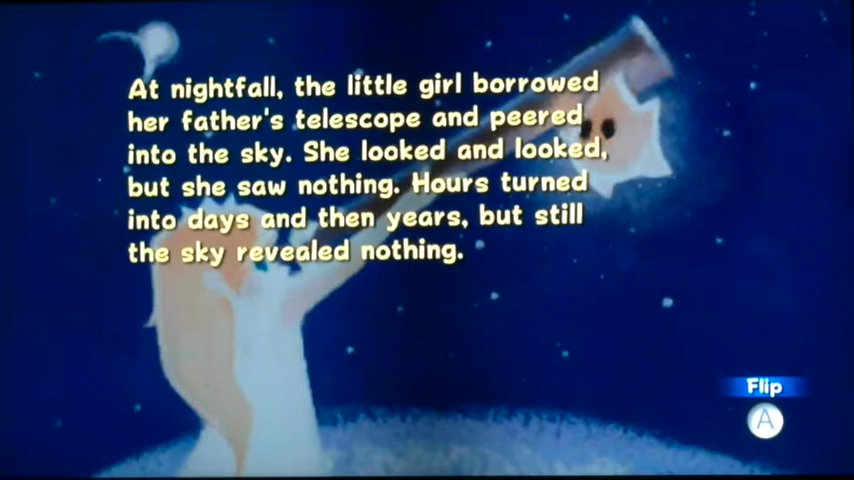 At nightfall, the little girl borrowed
her father's telescope and peered
into the sky. She looked and looked,
but she saw nothing. Hours turned
into days and then years, but still
the sky revealed nothing.
Flip
A